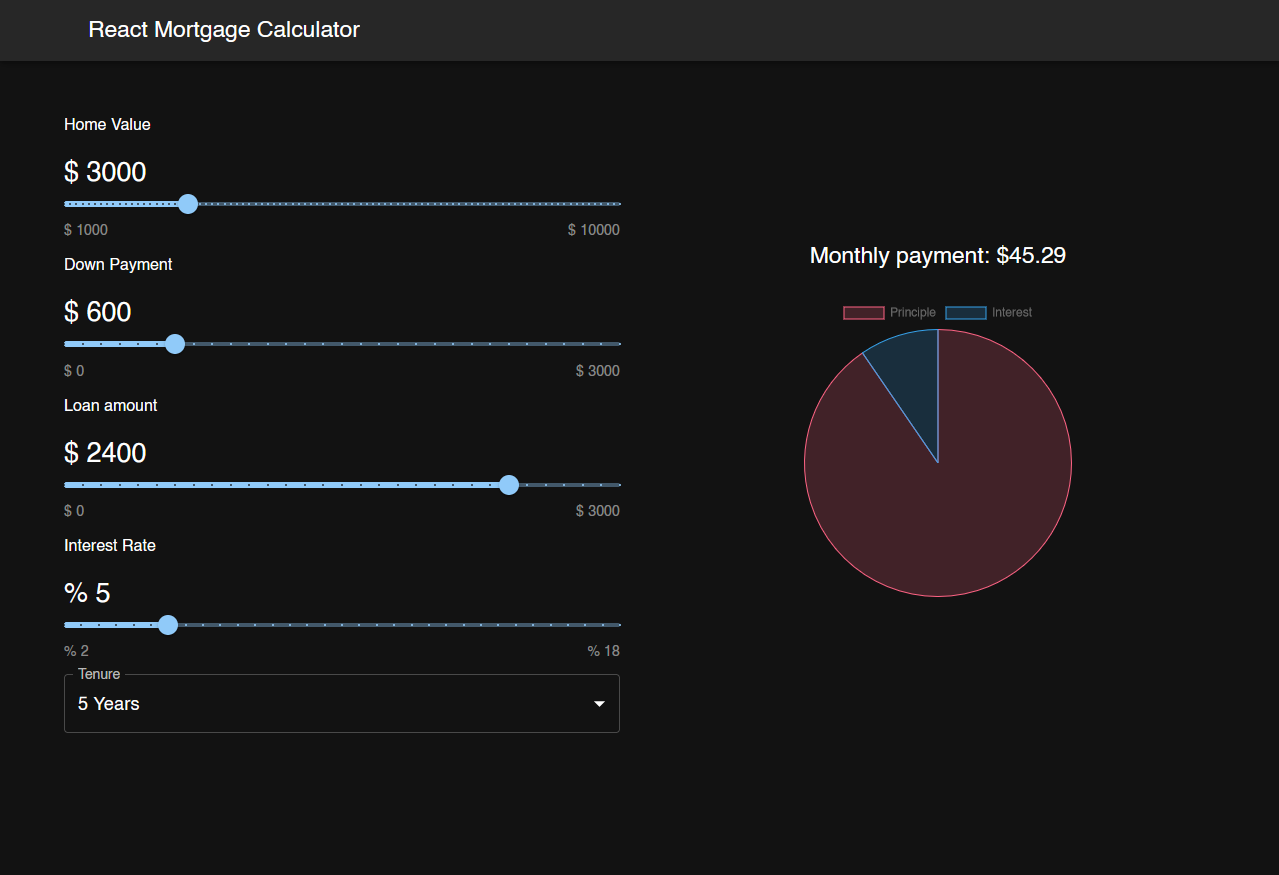 React Mortgage Calculator
Home Value
$ 3000
$ 1000 $ 10000
Down Payment
$ 600
$ 0 $ 3000
Loan amount
$ 2400
$ 0 $ 3000
Interest Rate
% 5
% 2 % 18
Tenure
5 Years
Monthly payment: $45.29
Principle Interest